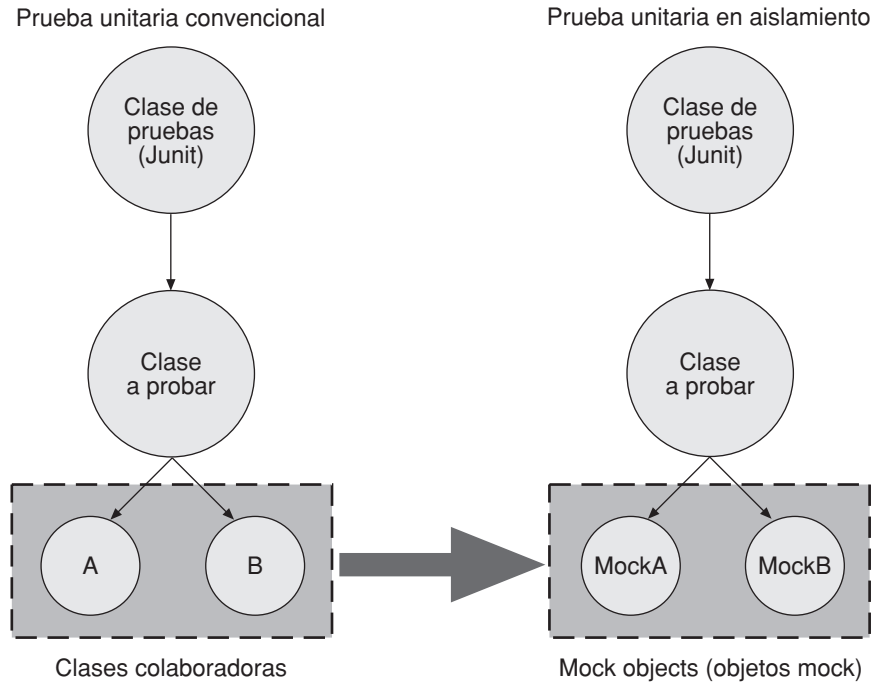 Prueba unitaria convencional
Clase de
pruebas
(Junit)
Clase
a probar
A
B
Clases colaboradoras
Prueba unitaria en aislamiento
Clase de
pruebas
(Junit)
Clase
a probar
MockA
MockB
Mock objects (objetos mock)